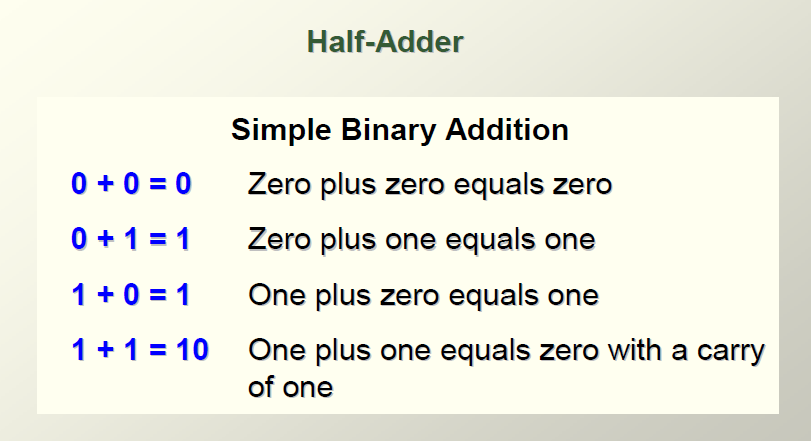 Half-Adder
Simple Binary Addition
0 + 0 = 0 Zero plus zero equals zero
0 + 1 = 1 Zero plus one equals one
1 + 0 = 1 One plus zero equals one
1 + 1 = 10 One plus one equals zero with a carry
of one